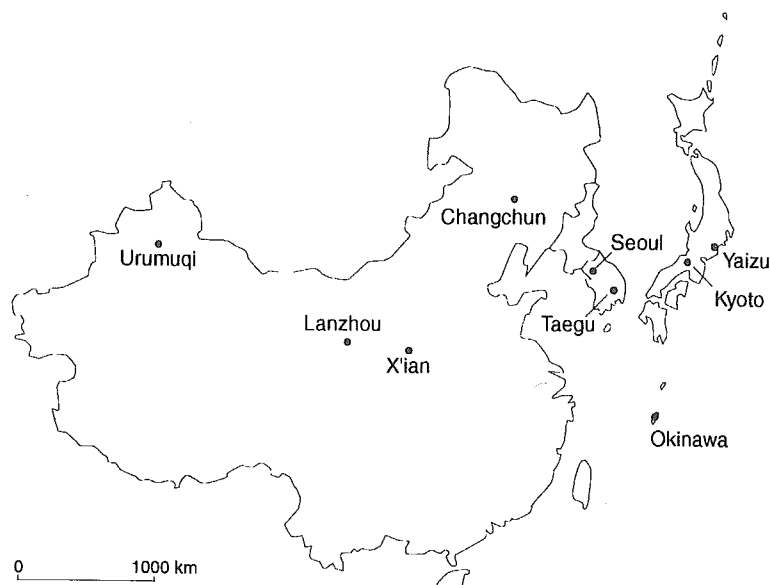 Changchun
Seoul
Urumuqi
Yaizu
Kyoto
Lanzhou
Taegu
X'ian
Okinawa
0 1000 km